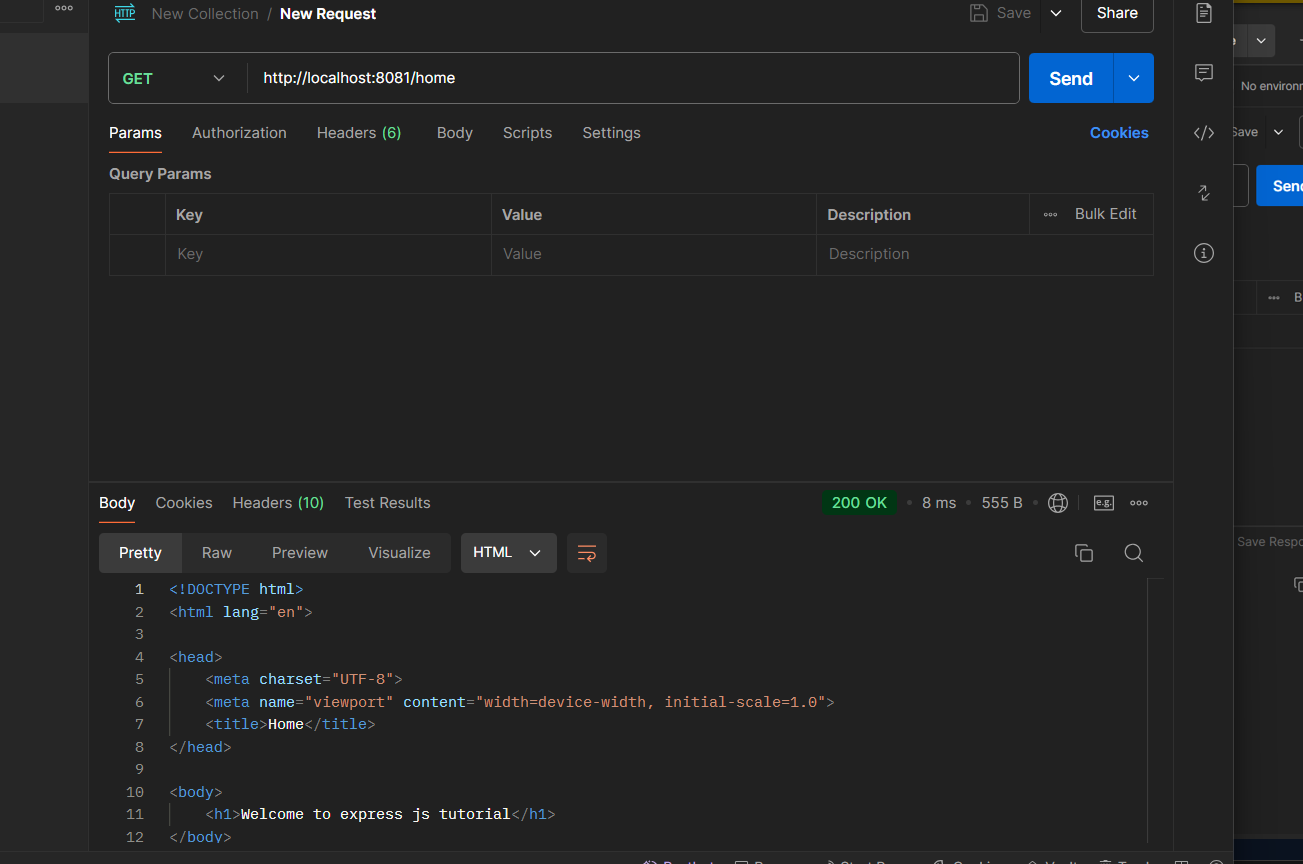 New Collection / New Request
Save
Share
GET
http://localhost:8081/home
Send
No environ
Save
Send
Params Authorization Headers (6) Body Scripts Settings Cookies
Query Params
Key Value Description Bulk Edit
Key Value Description
B
Body Cookies Headers (10) Test Results 200 OK 8 ms 555 B e.g.
Save Respo
Pretty Raw Preview Visualize HTML
1 <!DOCTYPE html>
2 <html lang="en">
3
4 <head>
5 <meta charset="UTF-8">
6 <meta name="viewport" content="width=device-width, initial-scale=1.0">
7 <title>Home</title>
8 </head>
9
10 <body>
11 <h1>Welcome to express js tutorial</h1>
12 </body>